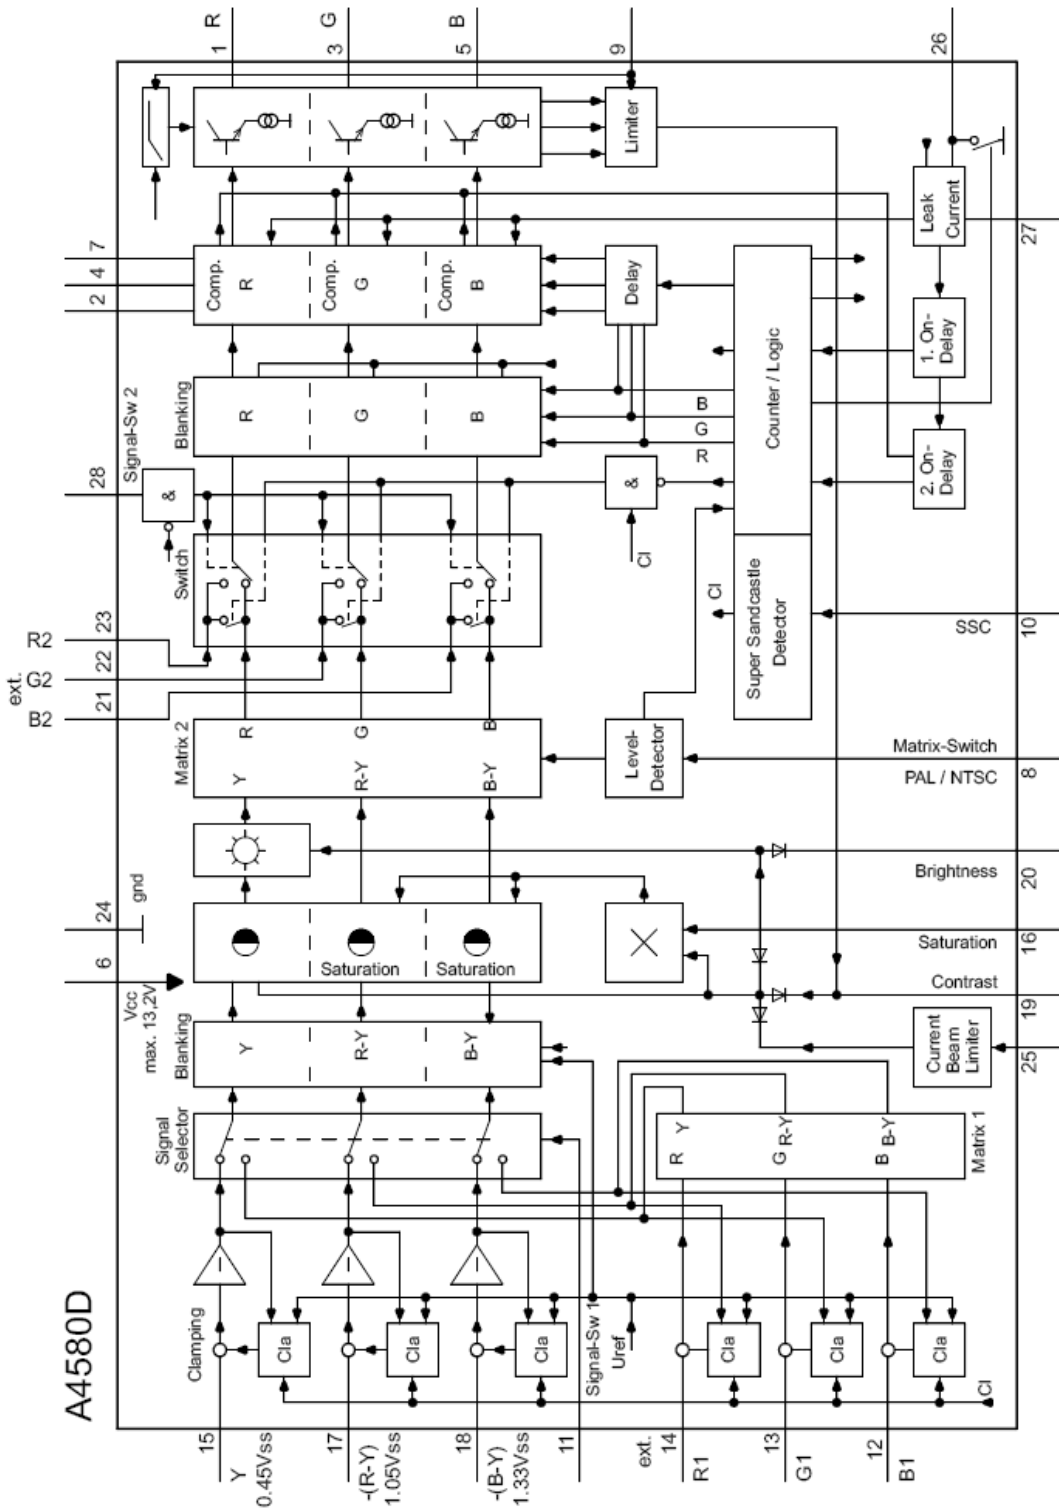 A4580D
15
Y
0.45Vss
17
-(R-Y)
1.05Vss
18
-(B-Y)
1.33Vss
11
ext.
14
R1
13
G1
12
B1
Clamping
Cla
Cla
Cla
Signal-Sw 1
Uref
Cla
Cla
Cla
Cl
Signal
Selector
Matrix 1
R
Y
G
R-Y
B
B-Y
Blanking
Y
R-Y
B-Y
Current
Beam
Limiter
25
Vcc
max. 13,2V
6
24
gnd
Saturation
Saturation
Contrast
19
Saturation
16
Brightness
20
Matrix 2
Y
R
R-Y
G
B-Y
B
Level-
Detector
Matrix-Switch
PAL / NTSC
8
ext.
R2
G2
B2
23
22
21
Switch
Super Sandcastle
Detector
Cl
Cl
SSC
10
28
Signal-Sw 2
&
&
Blanking
R
G
B
B
G
R
Counter / Logic
2. On-
Delay
1. On-
Delay
2
4
7
Comp.
R
Comp.
G
Comp.
B
Delay
Leak
Current
27
Limiter
1
R
3
G
5
B
9
26